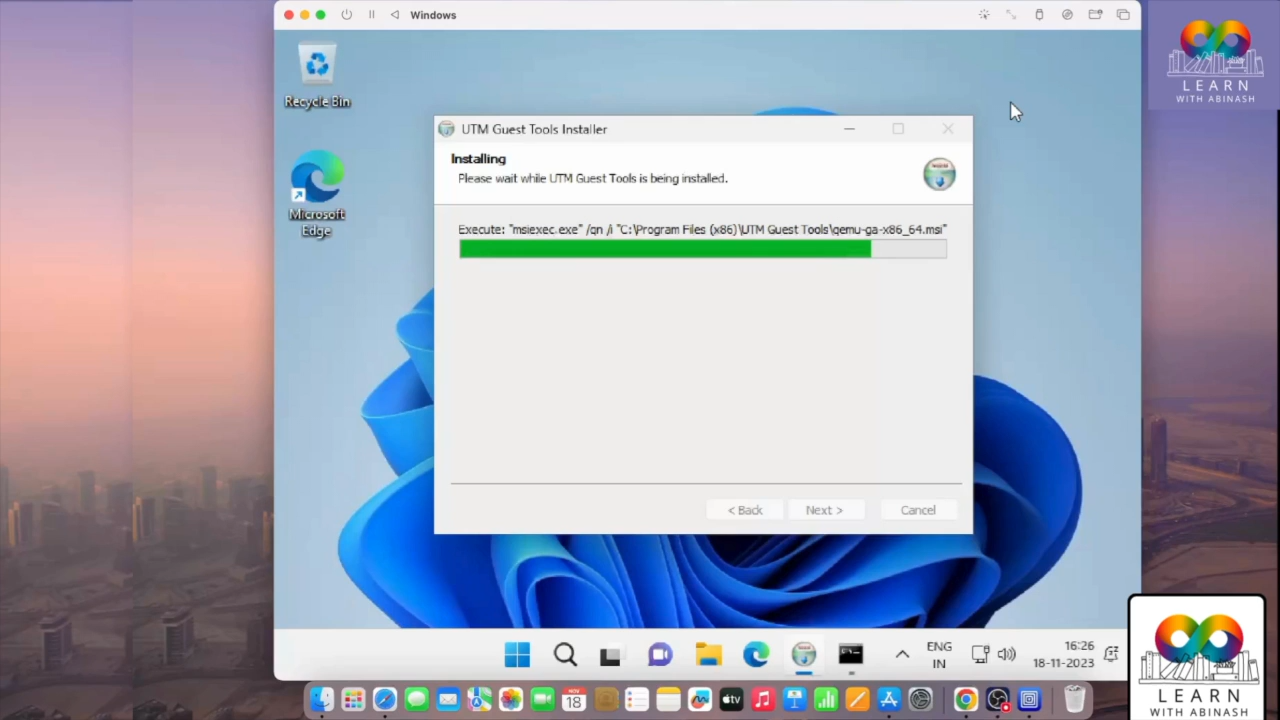 Windows
LEARN
WITH ABINASH
Recycle Bin
Microsoft
Edge
UTM Guest Tools Installer
Installing
Please wait while UTM Guest Tools is being installed.
Execute: "msiexec.exe" /qn /i "C:\Program Files (x86)\UTM Guest Tools\qemu-ga-x86_64.msi"
< Back
Next >
Cancel
ENG
IN
16:26
18-11-2023
NOV
18
tv
LEARN
WITH ABINASH